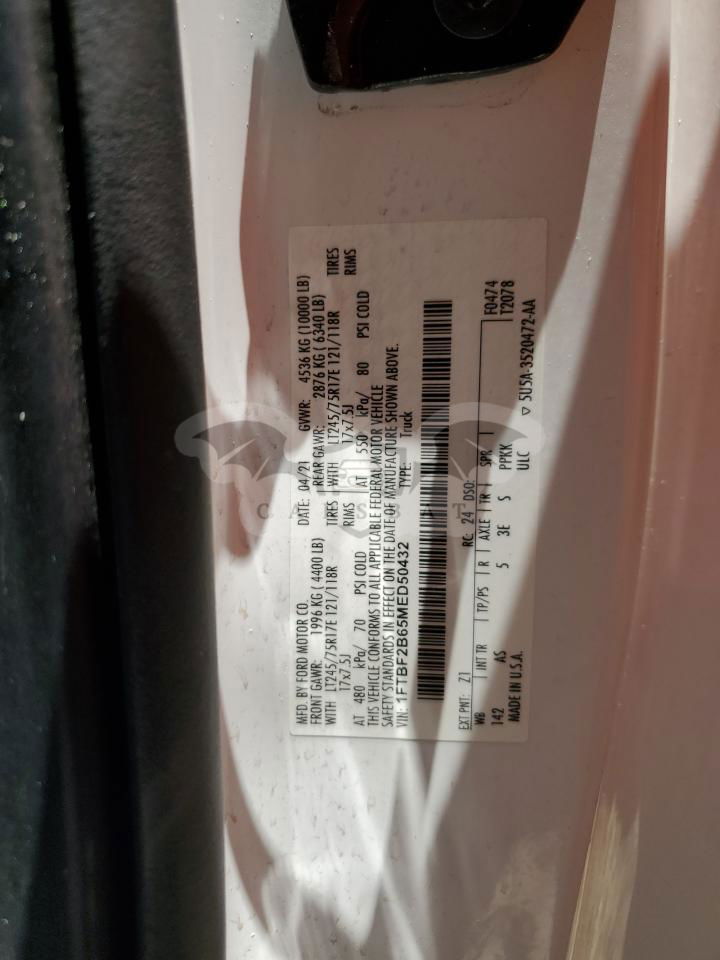 MFD. BY FORD MOTOR CO.
DATE: 04/21 GVWR: 4536 KG (10000 LB)
FRONT GAWR: 1996 KG ( 4400 LB) REAR GAWR: 2876 KG ( 6340 LB)
WITH LT245/75R17E 121/118R TIRES WITH LT245/75R17E 121/118R TIRES
17x7.5J RIMS 17x7.5J RIMS
AT 480 kPa/ 70 PSI COLD AT 550 kPa/ 80 PSI COLD
THIS VEHICLE CONFORMS TO ALL APPLICABLE FEDERAL MOTOR VEHICLE
SAFETY STANDARDS IN EFFECT ON THE DATE OF MANUFACTURE SHOWN ABOVE.
VIN: 1FTBF2B65MED50432 TYPE: Truck
EXT PNT: Z1 RC: 24 DSO: F0474
WB INT TR TP/PS R AXLE TR SPR T2078
142 AS 5 3E S PPKK
MADE IN U.S.A. ULC ▽ 5U5A-3520472-AA